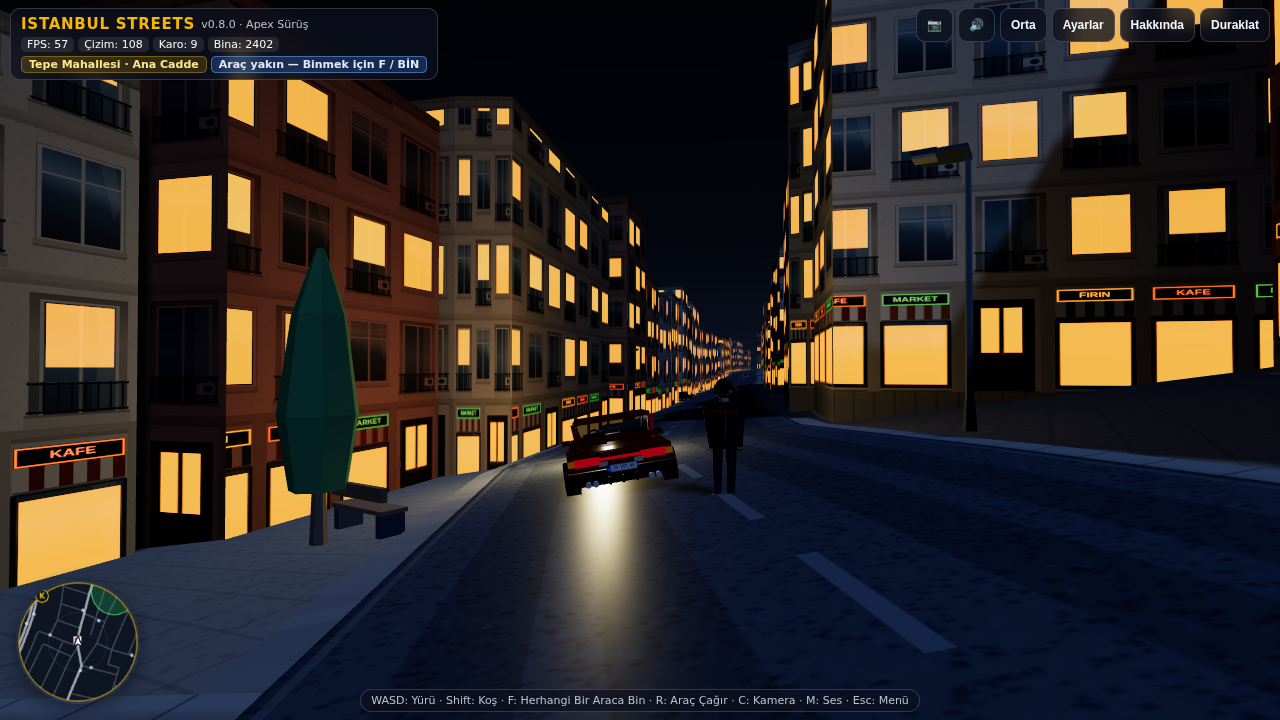 ISTANBUL STREETS v0.8.0 · Apex Sürüş
FPS: 57 Çizim: 108 Karo: 9 Bina: 2402
Tepe Mahallesi · Ana Cadde Araç yakın — Binmek için F / BİN
Orta Ayarlar Hakkında Duraklat
MARKET
FIRIN
KAFE
KAFE
MARKET
MARKET
K
WASD: Yürü · Shift: Koş · F: Herhangi Bir Araca Bin · R: Araç Çağır · C: Kamera · M: Ses · Esc: Menü